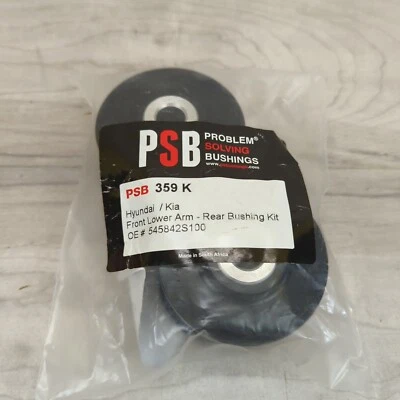 PSB PROBLEM®
SOLVING
BUSHINGS
PSB 359 K
Hyundai / Kia
Front Lower Arm - Rear Bushing Kit
OE # 545842S100
Made in South Africa